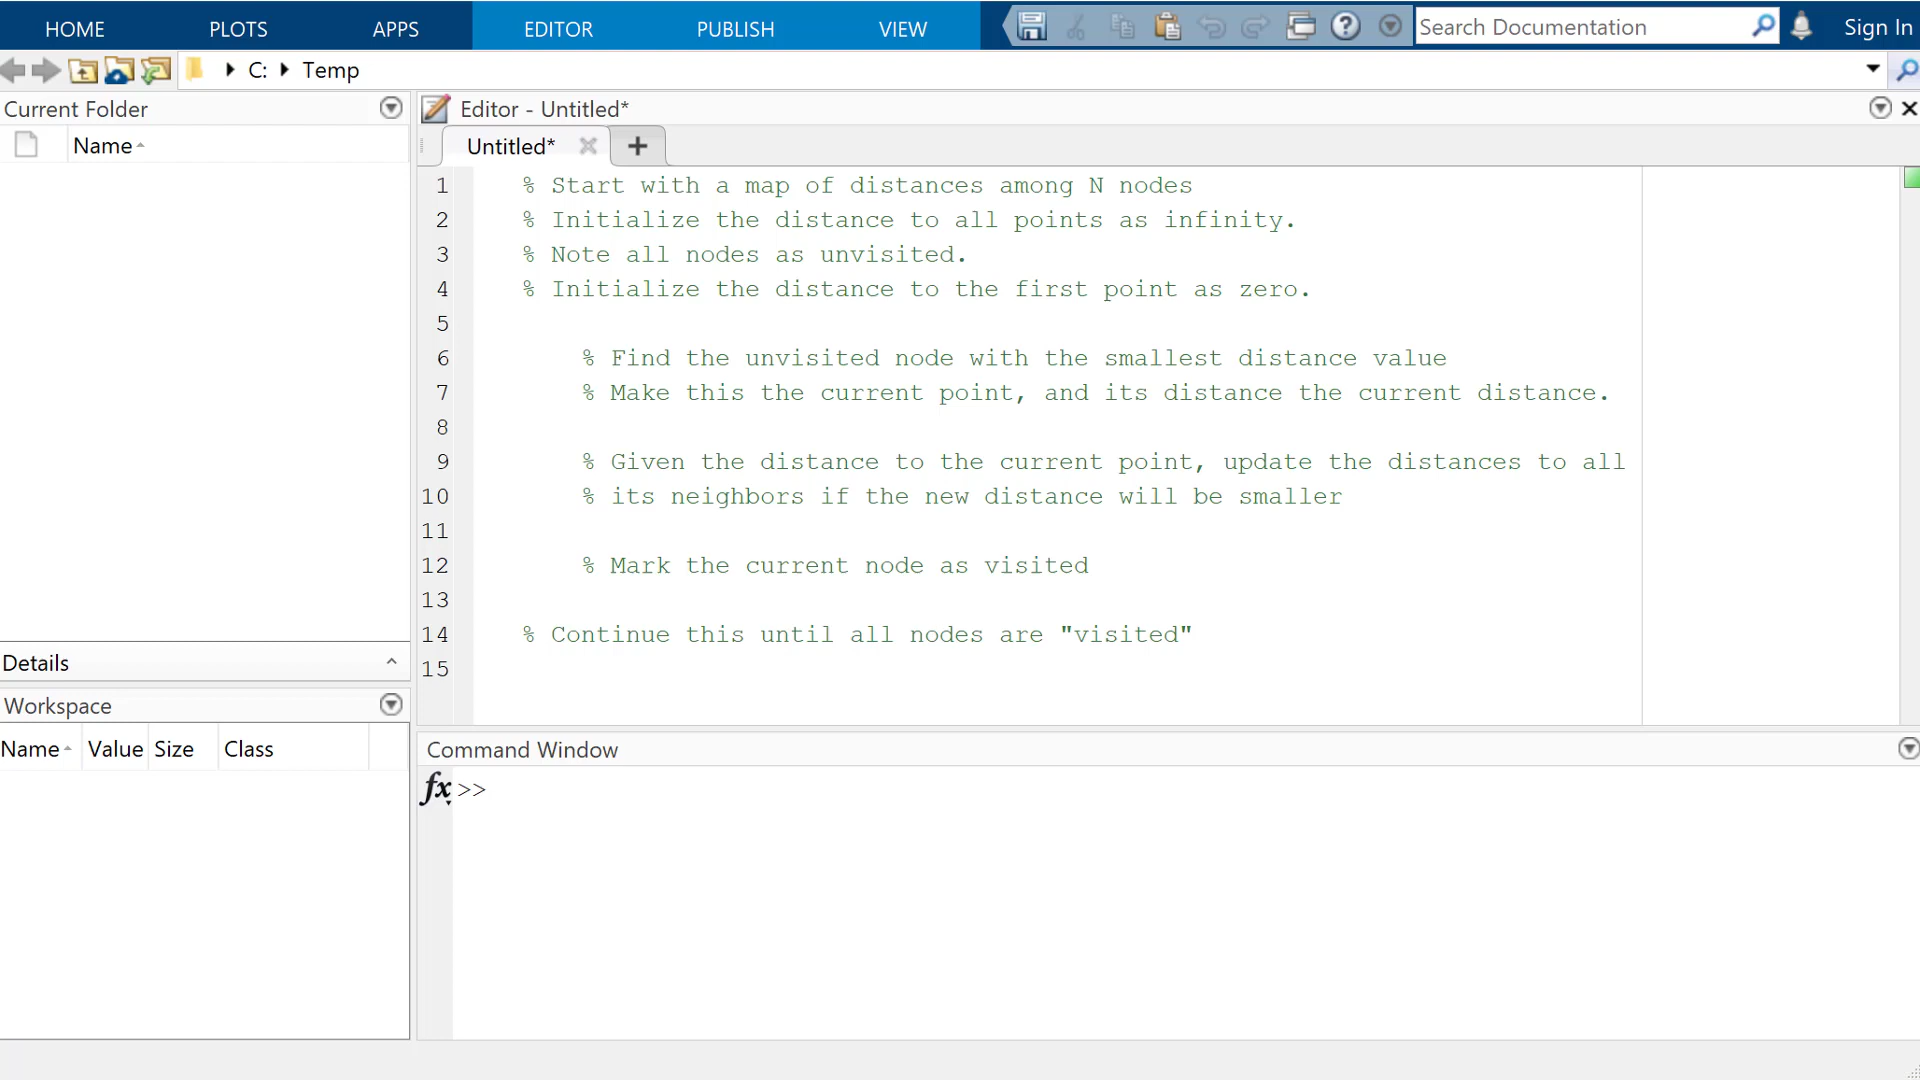 HOME PLOTS APPS EDITOR PUBLISH VIEW Search Documentation Sign In
C: Temp
Current Folder
Name
Editor - Untitled*
Untitled* +
1 % Start with a map of distances among N nodes
2 % Initialize the distance to all points as infinity.
3 % Note all nodes as unvisited.
4 % Initialize the distance to the first point as zero.
5
6 % Find the unvisited node with the smallest distance value
7 % Make this the current point, and its distance the current distance.
8
9 % Given the distance to the current point, update the distances to all
10 % its neighbors if the new distance will be smaller
11
12 % Mark the current node as visited
13
14 % Continue this until all nodes are "visited"
15
Details
Workspace
Name Value Size Class
Command Window
fx >>